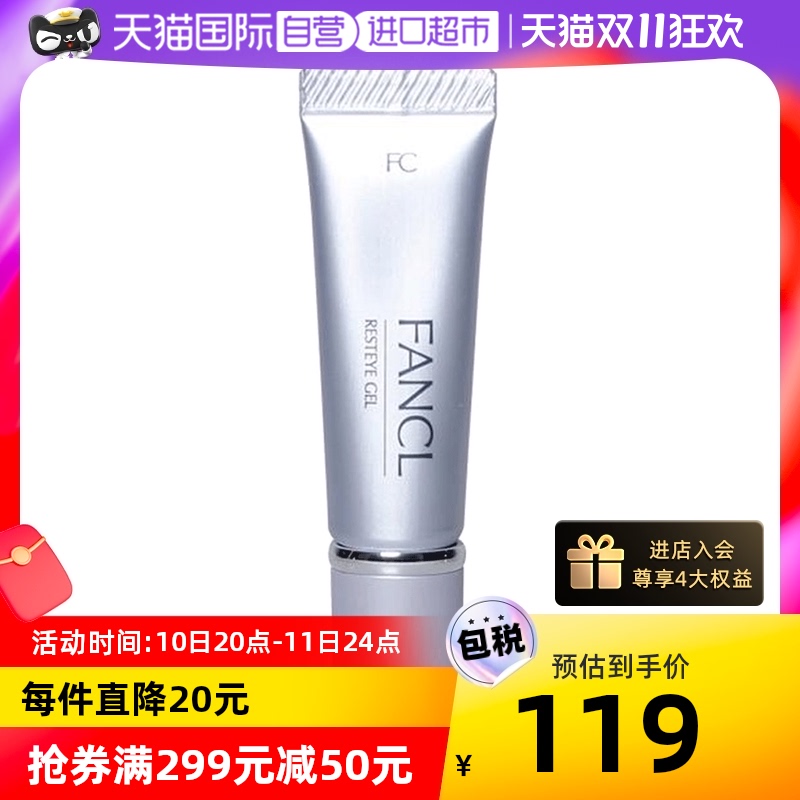 天猫国际 自营 进口超市 天猫双11狂欢
FC
FANCL
RESTEYE GEL
进店入会
尊享4大权益
活动时间:10日20点-11日24点
包税
预估到手价
每件直降20元
¥ 119
抢券满299元减50元